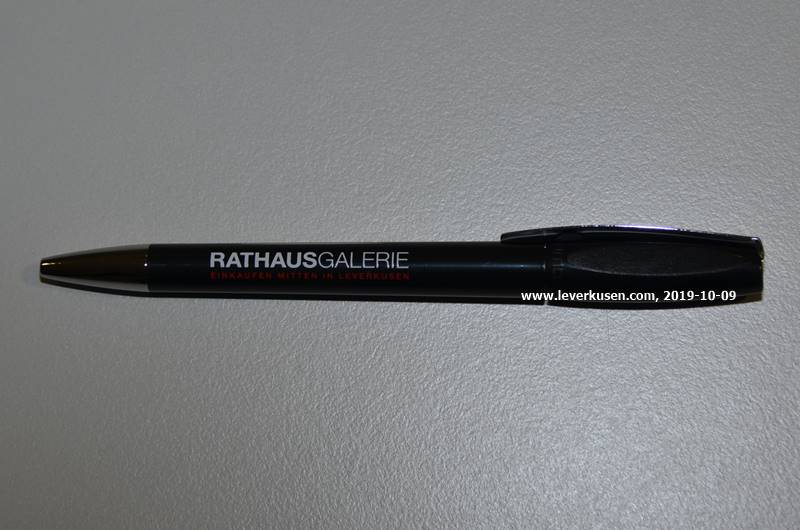 RATHAUSGALERIE
EINKAUFEN MITTEN IN LEVERKUSEN
www.leverkusen.com, 2019-10-09